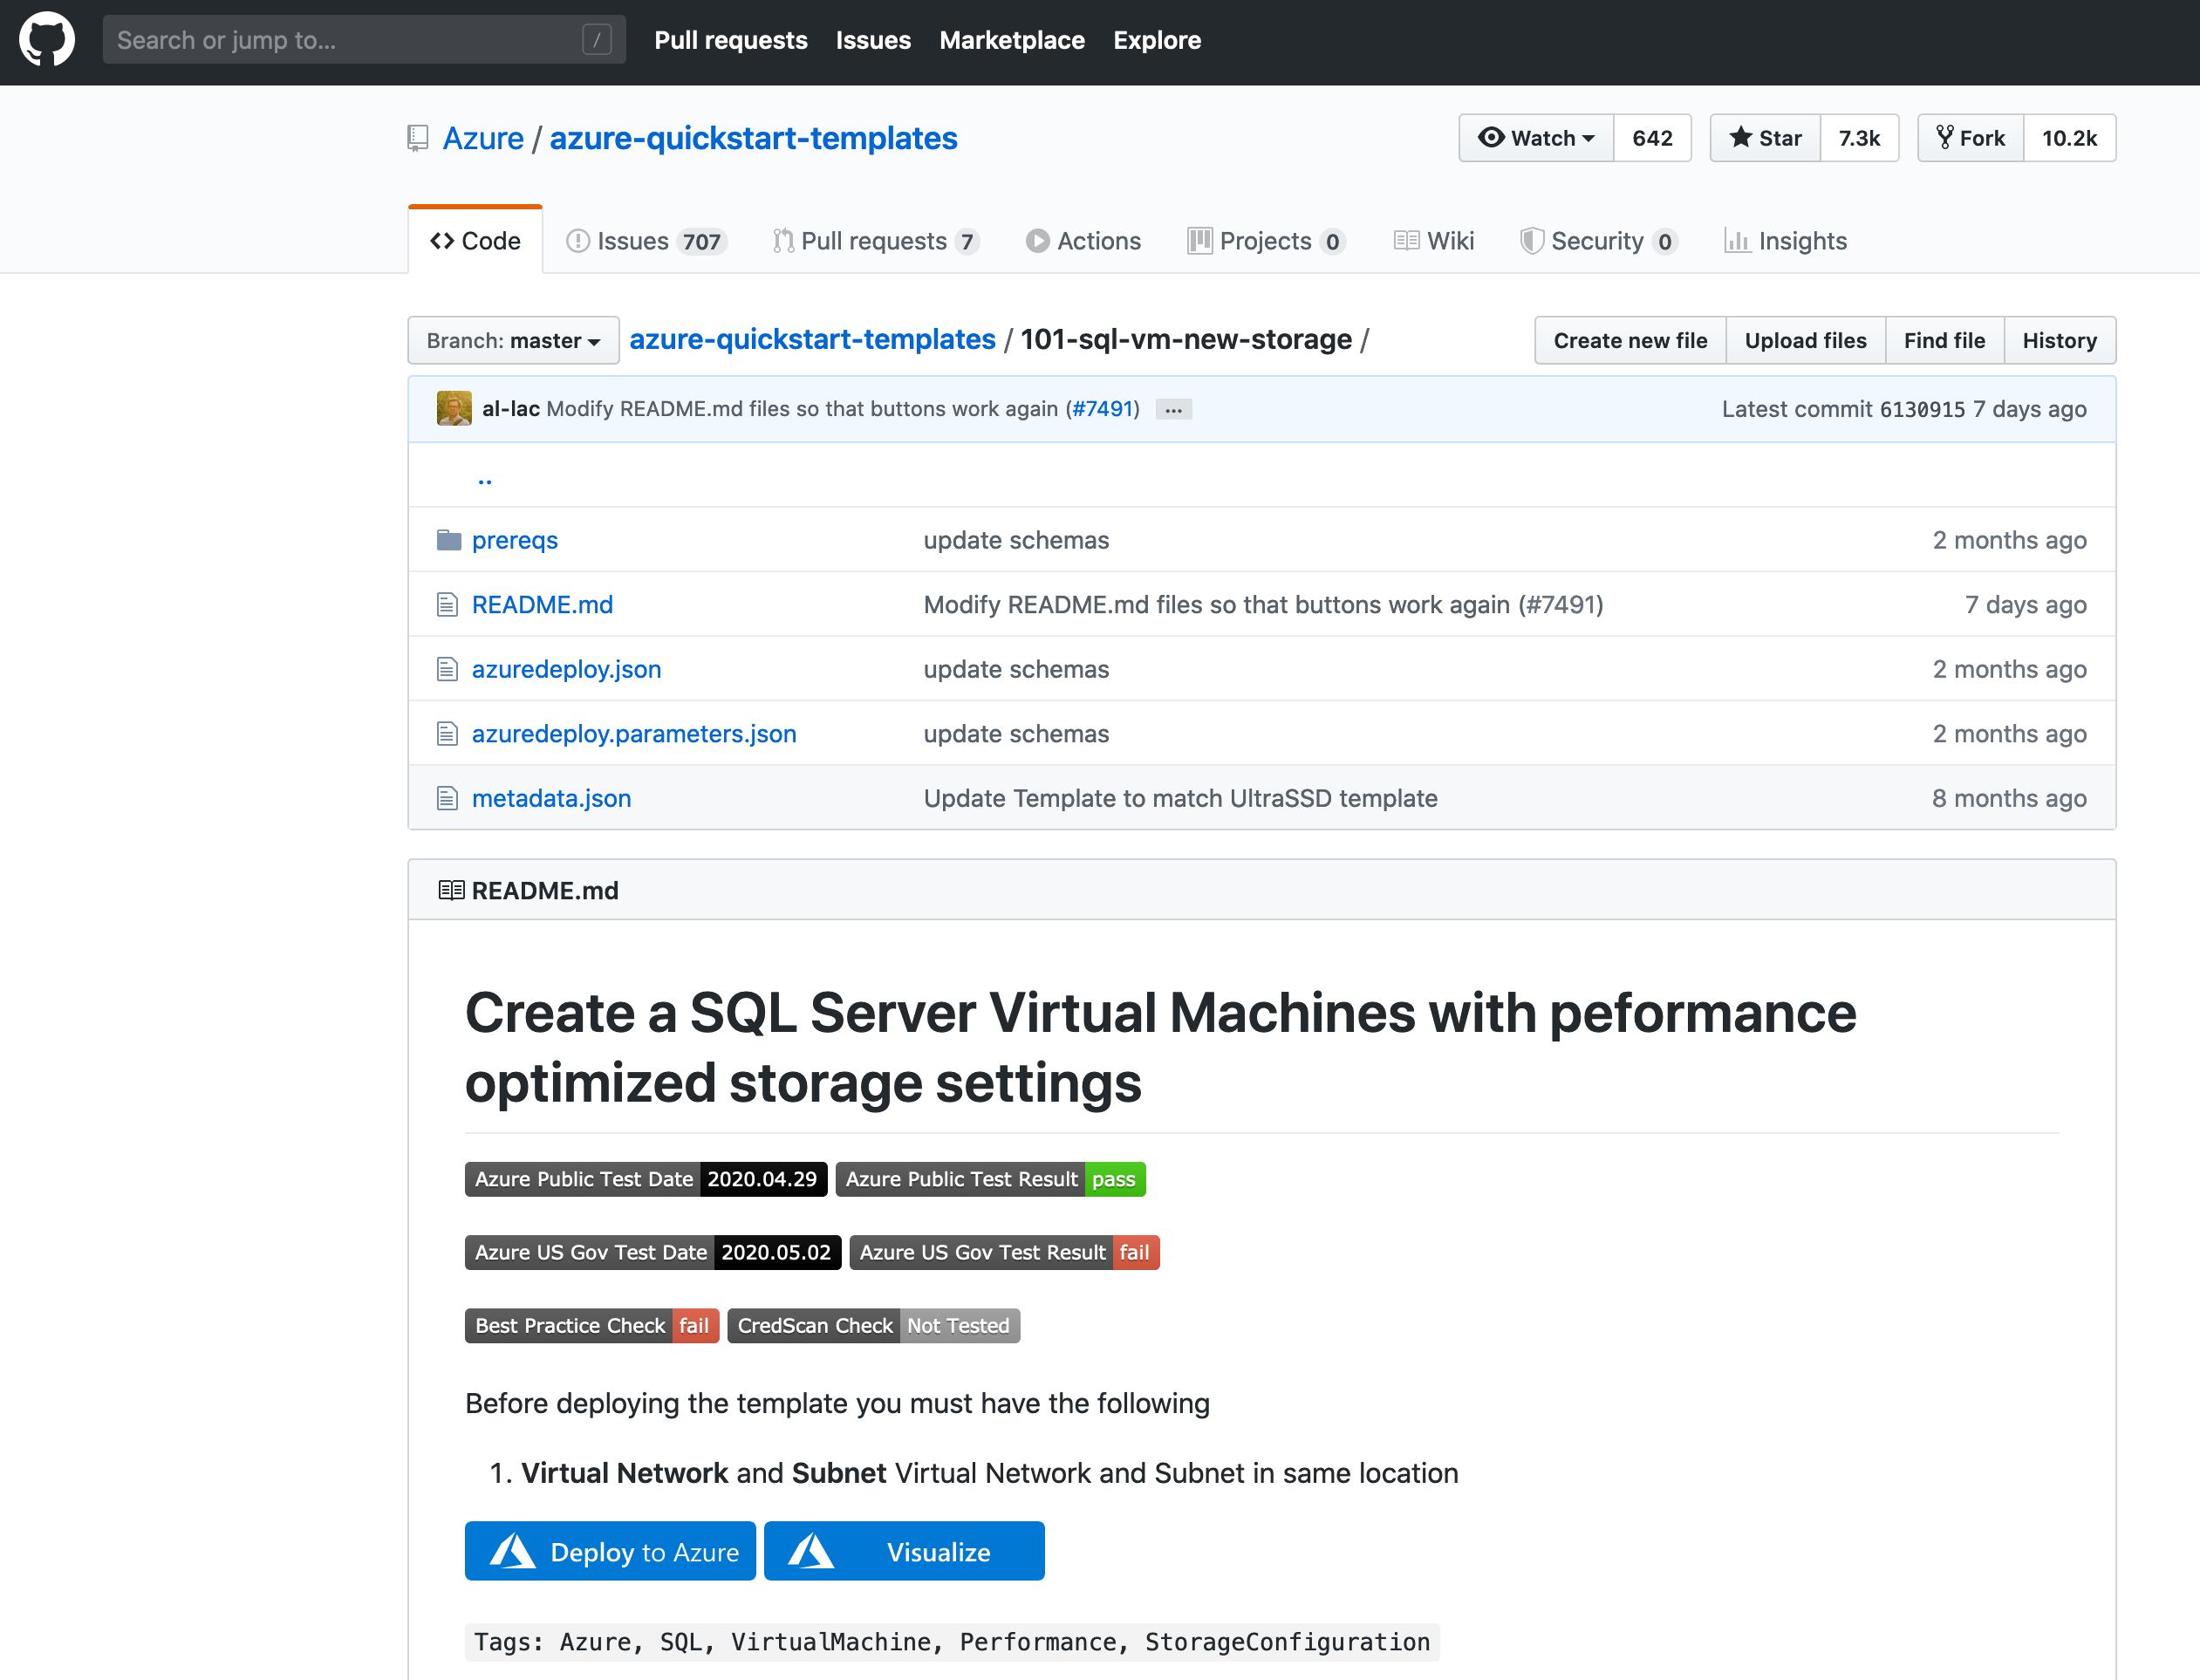 Search or jump to... /
Pull requests Issues Marketplace Explore
Azure / azure-quickstart-templates
Watch 642 Star 7.3k Fork 10.2k
Code Issues 707 Pull requests 7 Actions Projects 0 Wiki Security 0 Insights
Branch: master azure-quickstart-templates / 101-sql-vm-new-storage /
Create new file Upload files Find file History
al-lac Modify README.md files so that buttons work again (#7491) ... Latest commit 6130915 7 days ago
..
prereqs update schemas 2 months ago
README.md Modify README.md files so that buttons work again (#7491) 7 days ago
azuredeploy.json update schemas 2 months ago
azuredeploy.parameters.json update schemas 2 months ago
metadata.json Update Template to match UltraSSD template 8 months ago
README.md
Create a SQL Server Virtual Machines with peformance
optimized storage settings
Azure Public Test Date 2020.04.29 Azure Public Test Result pass
Azure US Gov Test Date 2020.05.02 Azure US Gov Test Result fail
Best Practice Check fail CredScan Check Not Tested
Before deploying the template you must have the following
1. Virtual Network and Subnet Virtual Network and Subnet in same location
Deploy to Azure Visualize
Tags: Azure, SQL, VirtualMachine, Performance, StorageConfiguration